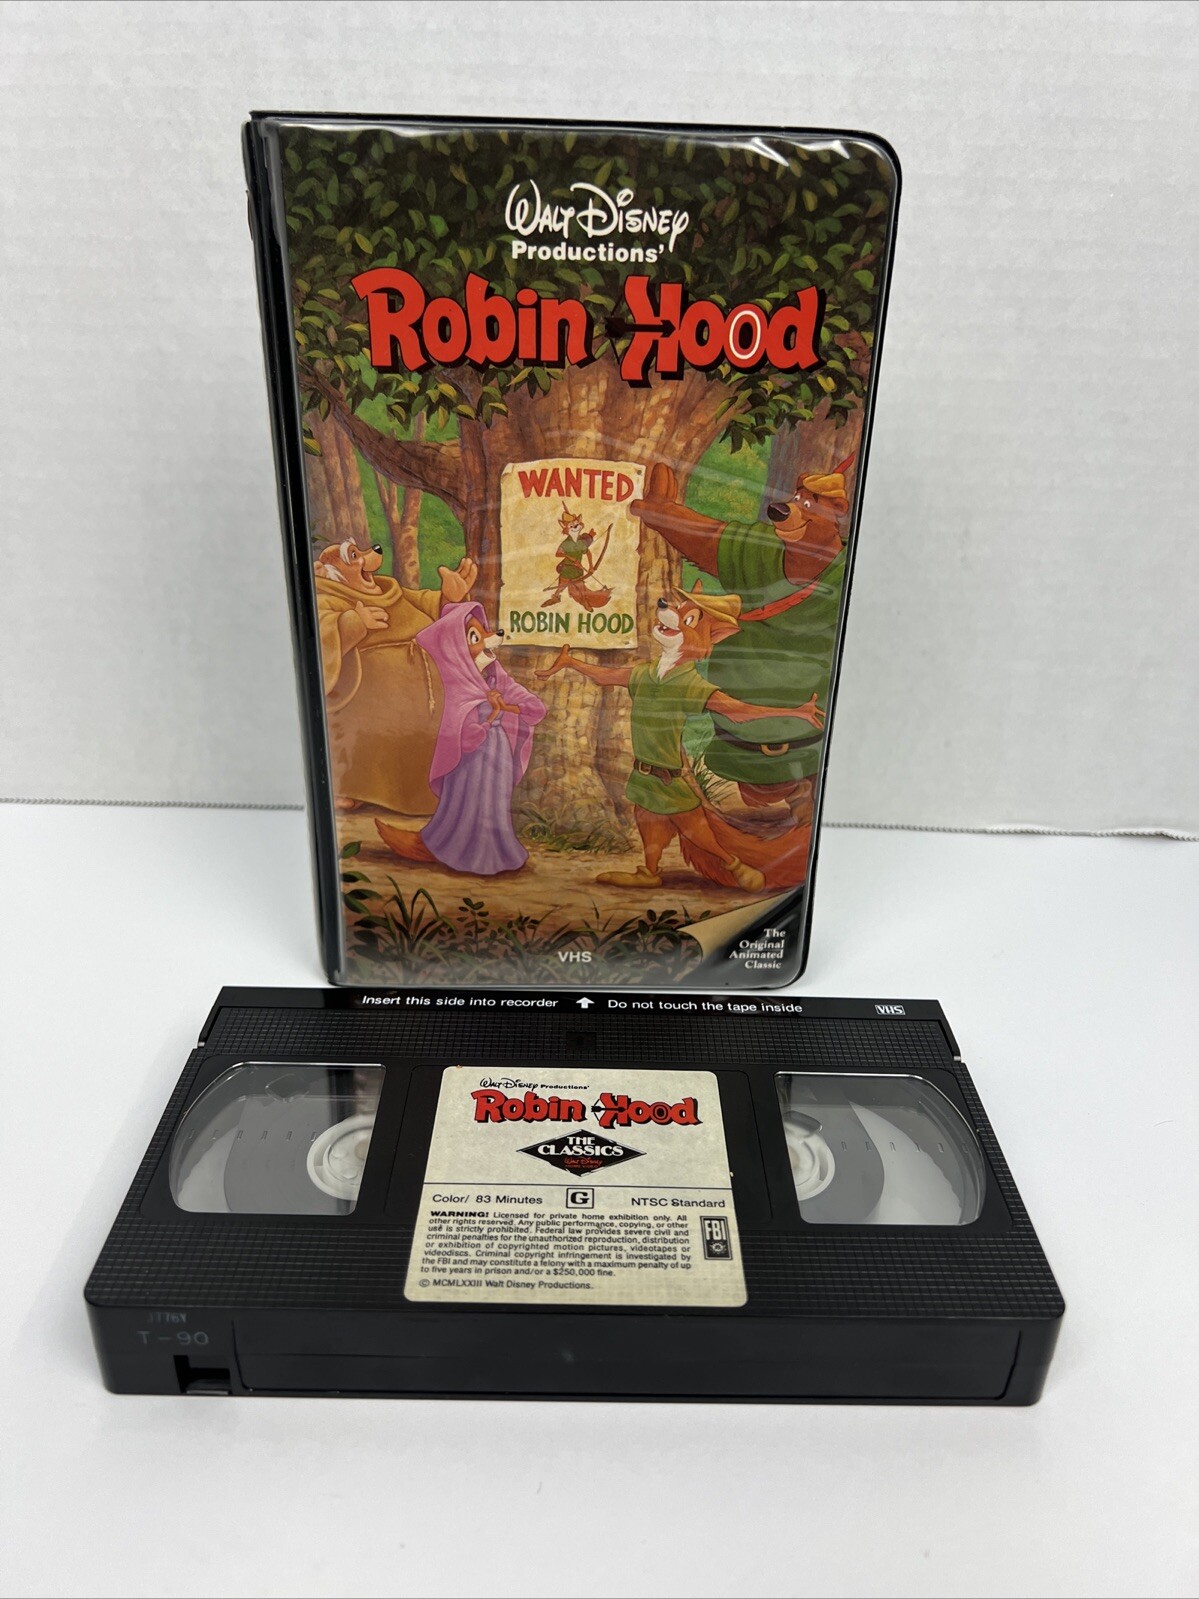 Walt Disney
Productions'
Robin Hood
WANTED
ROBIN HOOD
The
Original
Animated
Classic
VHS
Insert this side into recorder Do not touch the tape inside VHS
Walt Disney Productions'
Robin Hood
THE
CLASSICS
Walt Disney
HOME VIDEO
Color/ 83 Minutes G NTSC Standard
WARNING! Licensed for private home exhibition only. All
other rights reserved. Any public performance, copying, or other
use is strictly prohibited. Federal law provides severe civil and
criminal penalties for the unauthorized reproduction, distribution
or exhibition of copyrighted motion pictures, videotapes or
videodiscs. Criminal copyright infringement is investigated by
the FBI and may constitute a felony with a maximum penalty of up
to five years in prison and/or a $250,000 fine.
FBI
© MCMLXXIII Walt Disney Productions.
J776Y
T-90